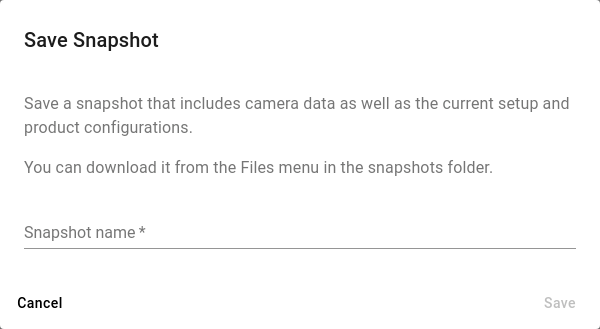 Save Snapshot
Save a snapshot that includes camera data as well as the current setup and
product configurations.
You can download it from the Files menu in the snapshots folder.
Snapshot name *
Cancel
Save